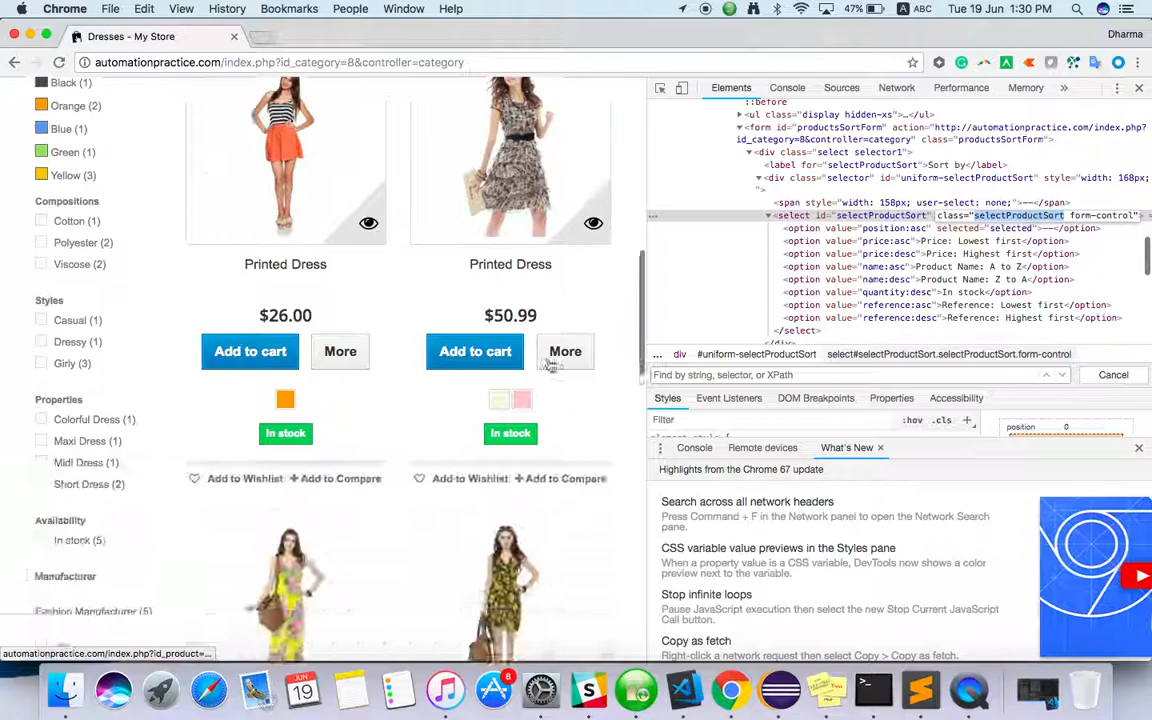 Chrome File Edit View History Bookmarks People Window Help 47% A ABC Tue 19 Jun 1:30 PM
Dresses - My Store Dharma
automationpractice.com/index.php?id_category=8&controller=category
Black (1)
Orange (2)
Blue (1)
Green (1)
Yellow (3)
Compositions
Cotton (1)
Polyester (2)
Viscose (2)
Styles
Casual (1)
Dressy (1)
Girly (3)
Properties
Colorful Dress (1)
Maxi Dress (1)
Midi Dress (1)
Short Dress (2)
Availability
In stock (5)
Manufacturer
Fashion Manufacturer (5)
automationpractice.com/index.php?id_product=...
Printed Dress
$26.00
Add to cart More
In stock
Add to Wishlist Add to Compare
Printed Dress
$50.99
Add to cart More
In stock
Add to Wishlist Add to Compare
Elements Console Sources Network Performance Memory »
::before
▶<ul class="display hidden-xs">…</ul>
▼<form id="productsSortForm" action="http://automationpractice.com/index.php?
id_category=8&controller=category" class="productsSortForm">
▼<div class="select selector1">
<label for="selectProductSort">Sort by</label>
▼<div class="selector" id="uniform-selectProductSort" style="width: 168px;
">
<span style="width: 158px; user-select: none;">--</span>
… ▼<select id="selectProductSort" class="selectProductSort form-control"
<option value="position:asc" selected="selected">--</option>
<option value="price:asc">Price: Lowest first</option>
<option value="price:desc">Price: Highest first</option>
<option value="name:asc">Product Name: A to Z</option>
<option value="name:desc">Product Name: Z to A</option>
<option value="quantity:desc">In stock</option>
<option value="reference:asc">Reference: Lowest first</option>
<option value="reference:desc">Reference: Highest first</option>
</select>
</div>
... div #uniform-selectProductSort select#selectProductSort.selectProductSort.form-control
Find by string, selector, or XPath Cancel
Styles Event Listeners DOM Breakpoints Properties Accessibility
Filter :hov .cls +
position 0
Console Remote devices What's New ×
Highlights from the Chrome 67 update
Search across all network headers
Press Command + F in the Network panel to open the Network Search
pane.
CSS variable value previews in the Styles pane
When a property value is a CSS variable, DevTools now shows a color
preview next to the variable.
Stop infinite loops
Pause JavaScript execution then select the new Stop Current JavaScript
Call button.
Copy as fetch
Right-click a network request then select Copy > Copy as fetch.
JUN
19
8